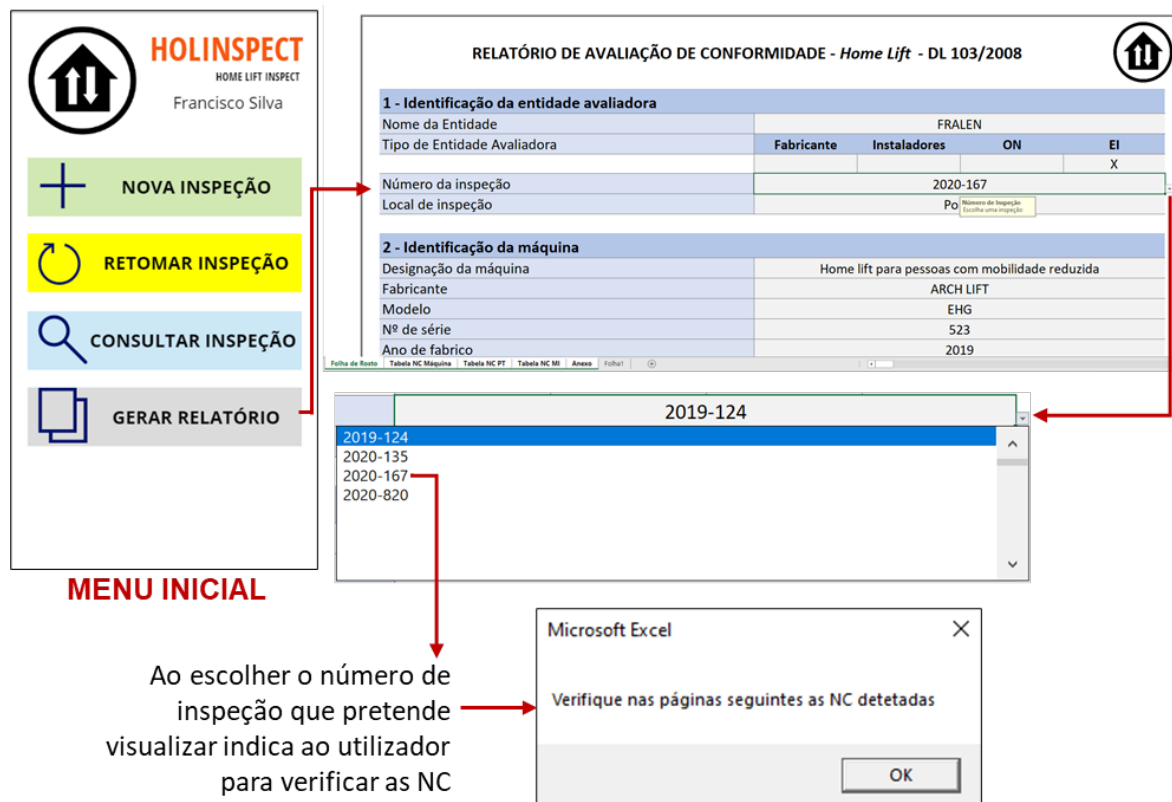 HOLINSPECT
HOME LIFT INSPECT
Francisco Silva
NOVA INSPEÇÃO
RETOMAR INSPEÇÃO
CONSULTAR INSPEÇÃO
GERAR RELATÓRIO
MENU INICIAL
RELATÓRIO DE AVALIAÇÃO DE CONFORMIDADE - Home Lift - DL 103/2008
1 - Identificação da entidade avaliadora
Nome da Entidade FRALEN
Tipo de Entidade Avaliadora Fabricante Instaladores ON EI
X
Número da inspeção 2020-167
Local de inspeção Po
Número de Inspeção
Escolha uma inspeção
2 - Identificação da máquina
Designação da máquina Home lift para pessoas com mobilidade reduzida
Fabricante ARCH LIFT
Modelo EHG
Nº de série 523
Ano de fabrico 2019
Folha de Rosto Tabela NC Máquina Tabela NC PT Tabela NC MI Anexo Folha1
2019-124
2019-124
2020-135
2020-167
2020-820
Ao escolher o número de
inspeção que pretende
visualizar indica ao utilizador
para verificar as NC
Microsoft Excel
Verifique nas páginas seguintes as NC detetadas
OK